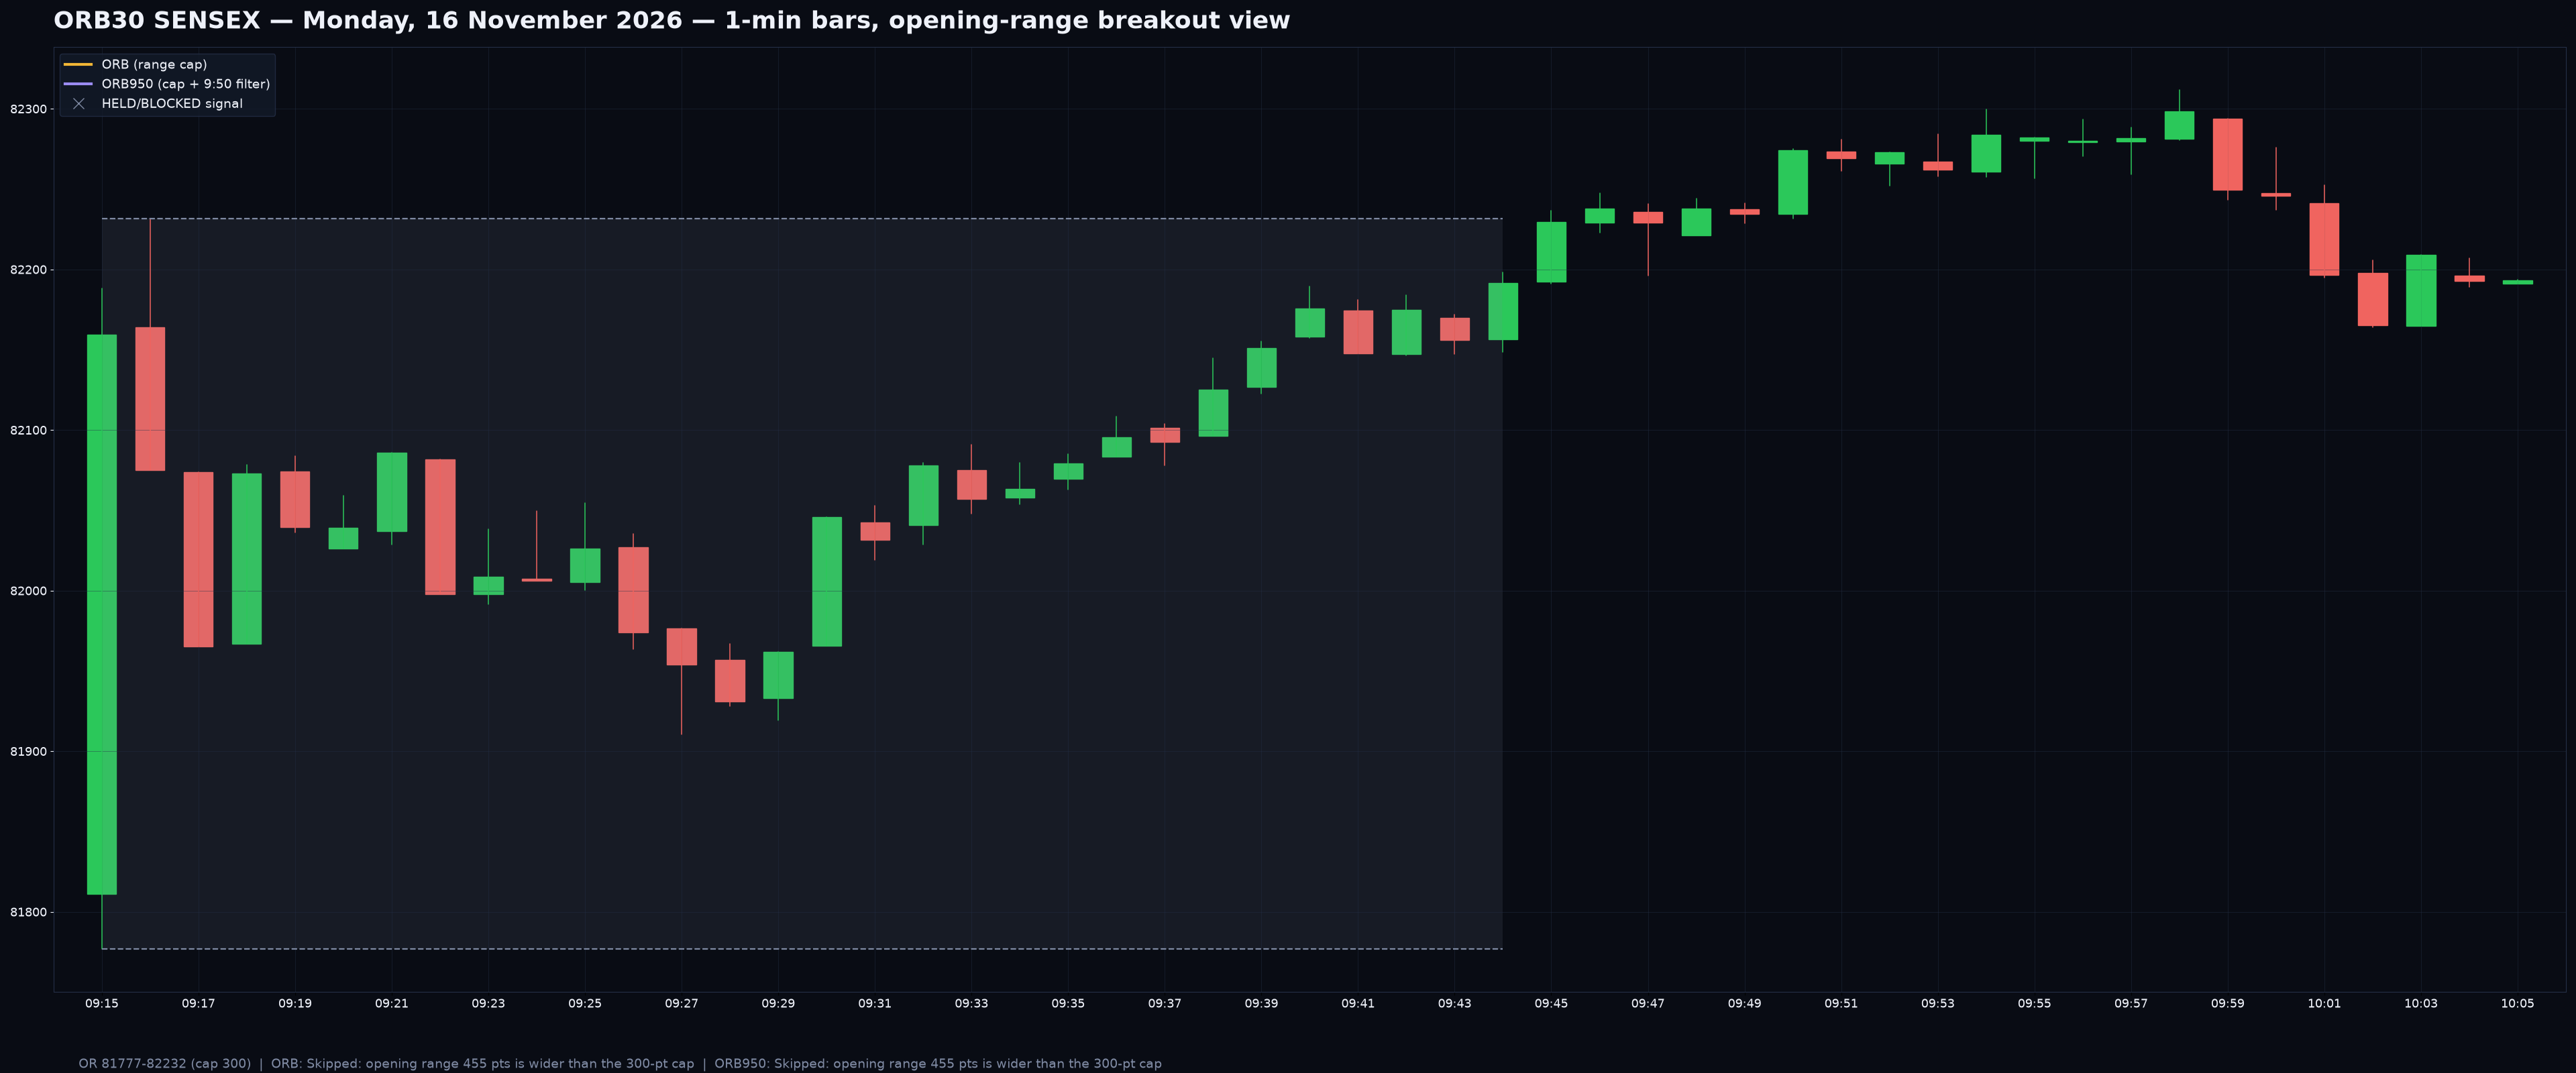 ORB30 SENSEX — Monday, 16 November 2026 — 1-min bars, opening-range breakout view
ORB (range cap)
ORB950 (cap + 9:50 filter)
HELD/BLOCKED signal
82300
82200
82100
82000
81900
81800
09:15 09:17 09:19 09:21 09:23 09:25 09:27 09:29 09:31 09:33 09:35 09:37 09:39 09:41 09:43 09:45 09:47 09:49 09:51 09:53 09:55 09:57 09:59 10:01 10:03 10:05
OR 81777-82232 (cap 300) | ORB: Skipped: opening range 455 pts is wider than the 300-pt cap | ORB950: Skipped: opening range 455 pts is wider than the 300-pt cap